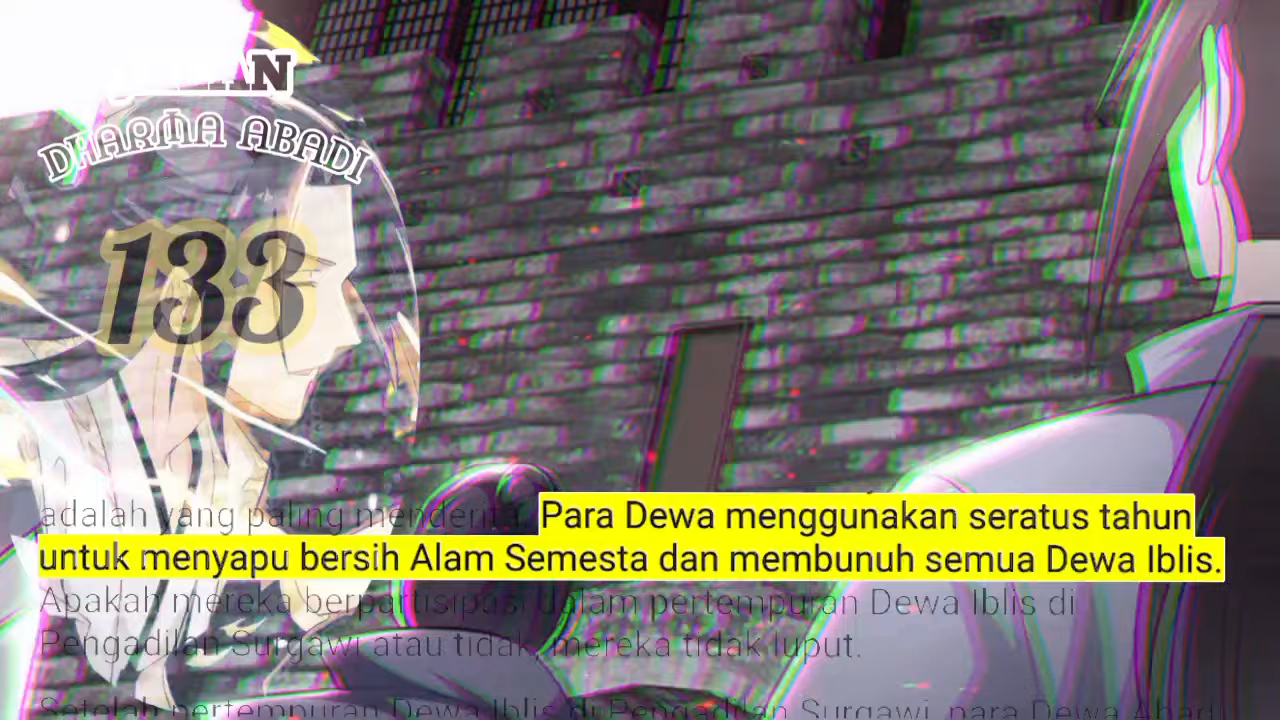 DHARMA ABADI
133
adalah yang paling menderita. Para Dewa menggunakan seratus tahun
untuk menyapu bersih Alam Semesta dan membunuh semua Dewa Iblis.
Apakah mereka berpartisipasi dalam pertempuran Dewa Iblis di
Pengadilan Surgawi atau tidak, mereka tidak luput.
Setelah pertempuran Dewa Iblis di Pengadilan Surgawi, para Dewa Abadi